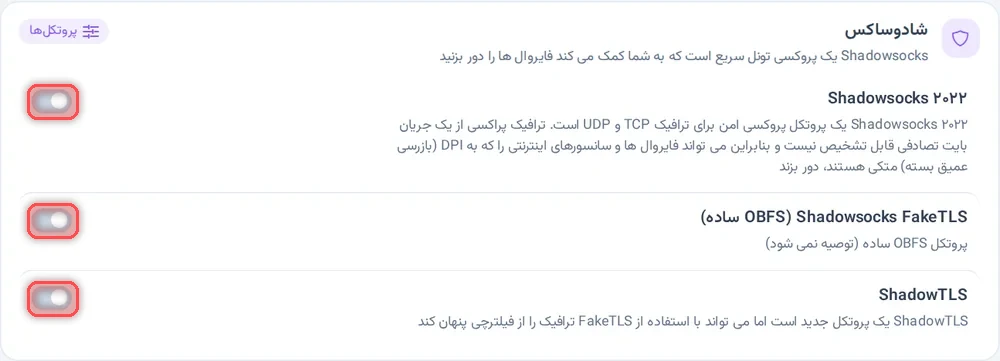 شادوساکس
پروتکل‌ها
Shadowsocks یک پروکسی تونل سریع است که به شما کمک می کند فایروال ها را دور بزنید
Shadowsocks ۲۰۲۲
Shadowsocks ۲۰۲۲ یک پروتکل پروکسی امن برای ترافیک TCP و UDP است. ترافیک پراکسی از یک جریان
بایت تصادفی قابل تشخیص نیست و بنابراین می تواند فایروال ها و سانسورهای اینترنتی را که به DPI (بازرسی
عمیق بسته) متکی هستند، دور بزند
Shadowsocks FakeTLS (OBFS ساده)
پروتکل OBFS ساده (توصیه نمی شود)
ShadowTLS
ShadowTLS یک پروتکل جدید است اما می تواند با استفاده از FakeTLS ترافیک را از فیلترچی پنهان کند